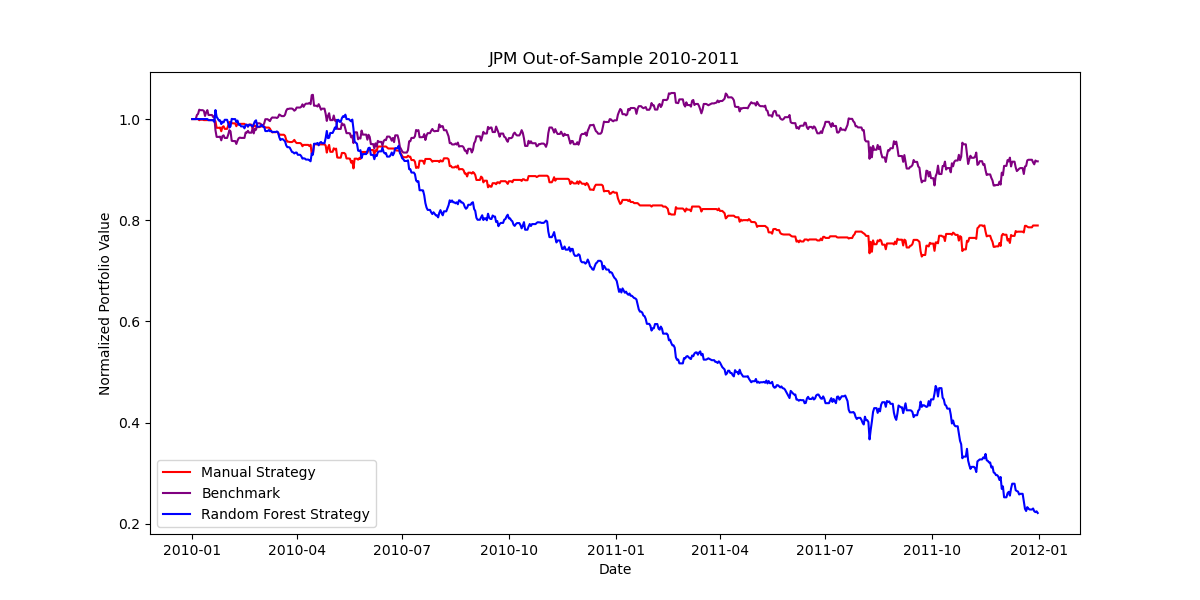 JPM Out-of-Sample 2010-2011
Normalized Portfolio Value
1.0
0.8
0.6
0.4
0.2
Manual Strategy
Benchmark
Random Forest Strategy
2010-01 2010-04 2010-07 2010-10 2011-01 2011-04 2011-07 2011-10 2012-01
Date